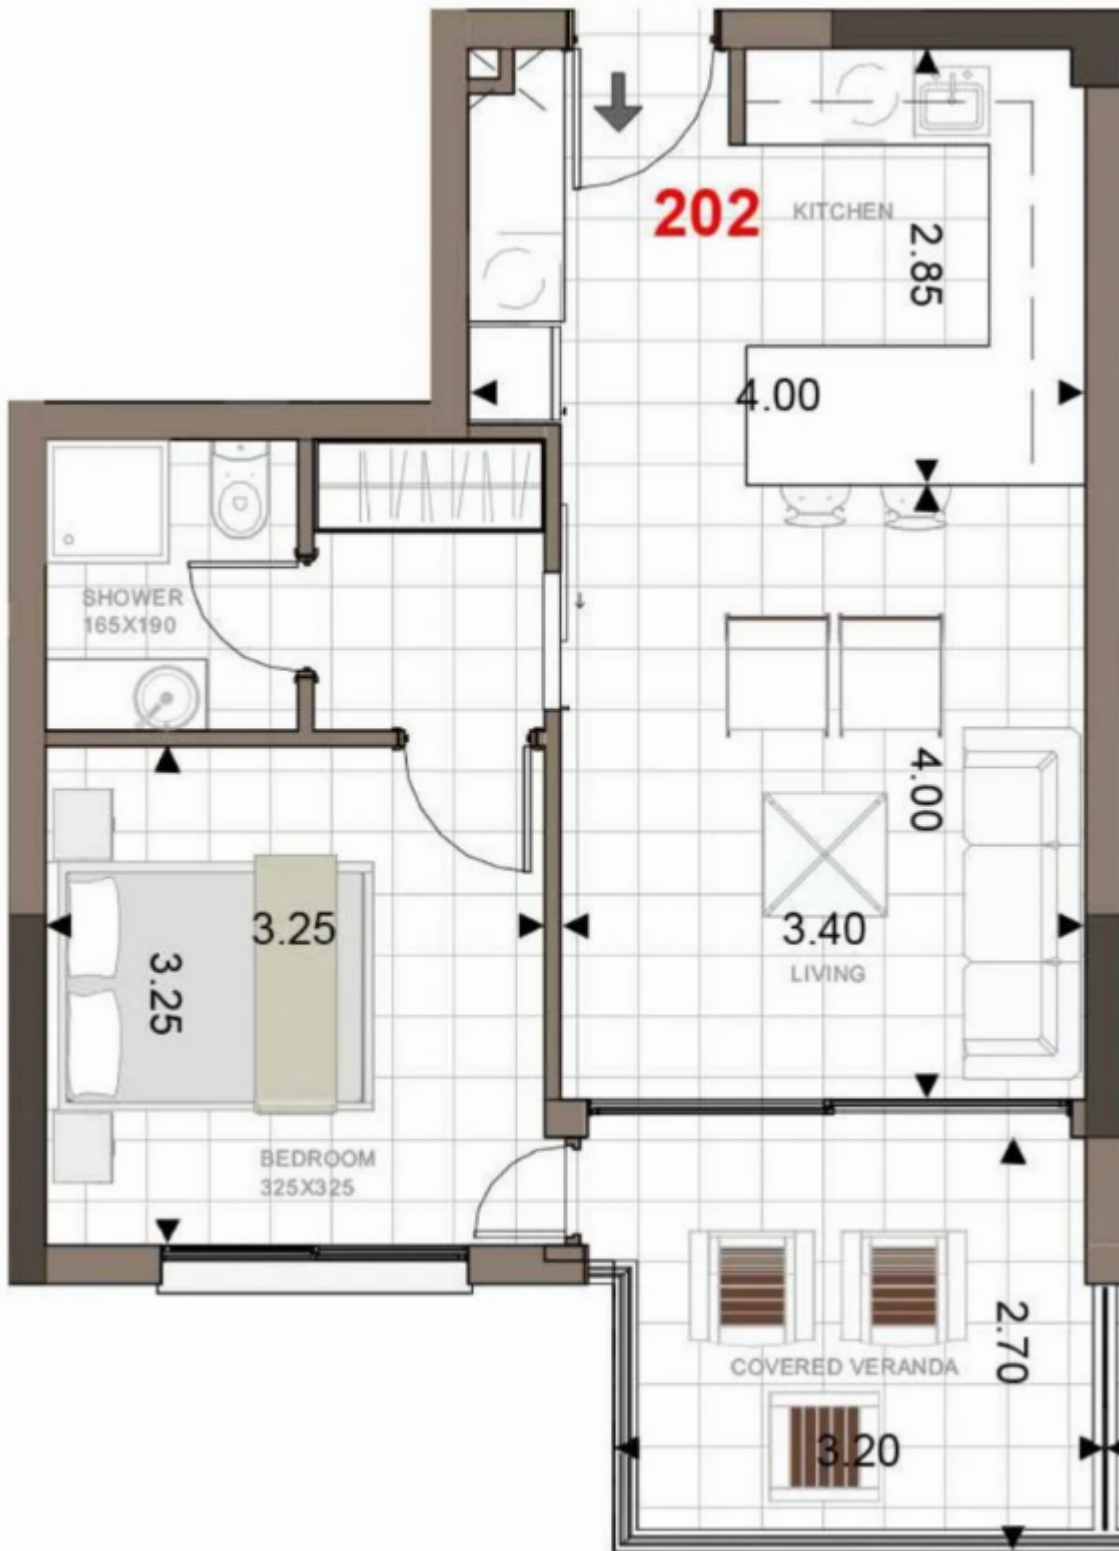 202
KITCHEN
2.85
4.00
SHOWER
165X190
4.00
3.25
3.25
3.40
LIVING
BEDROOM
325X325
2.70
COVERED VERANDA
3.20